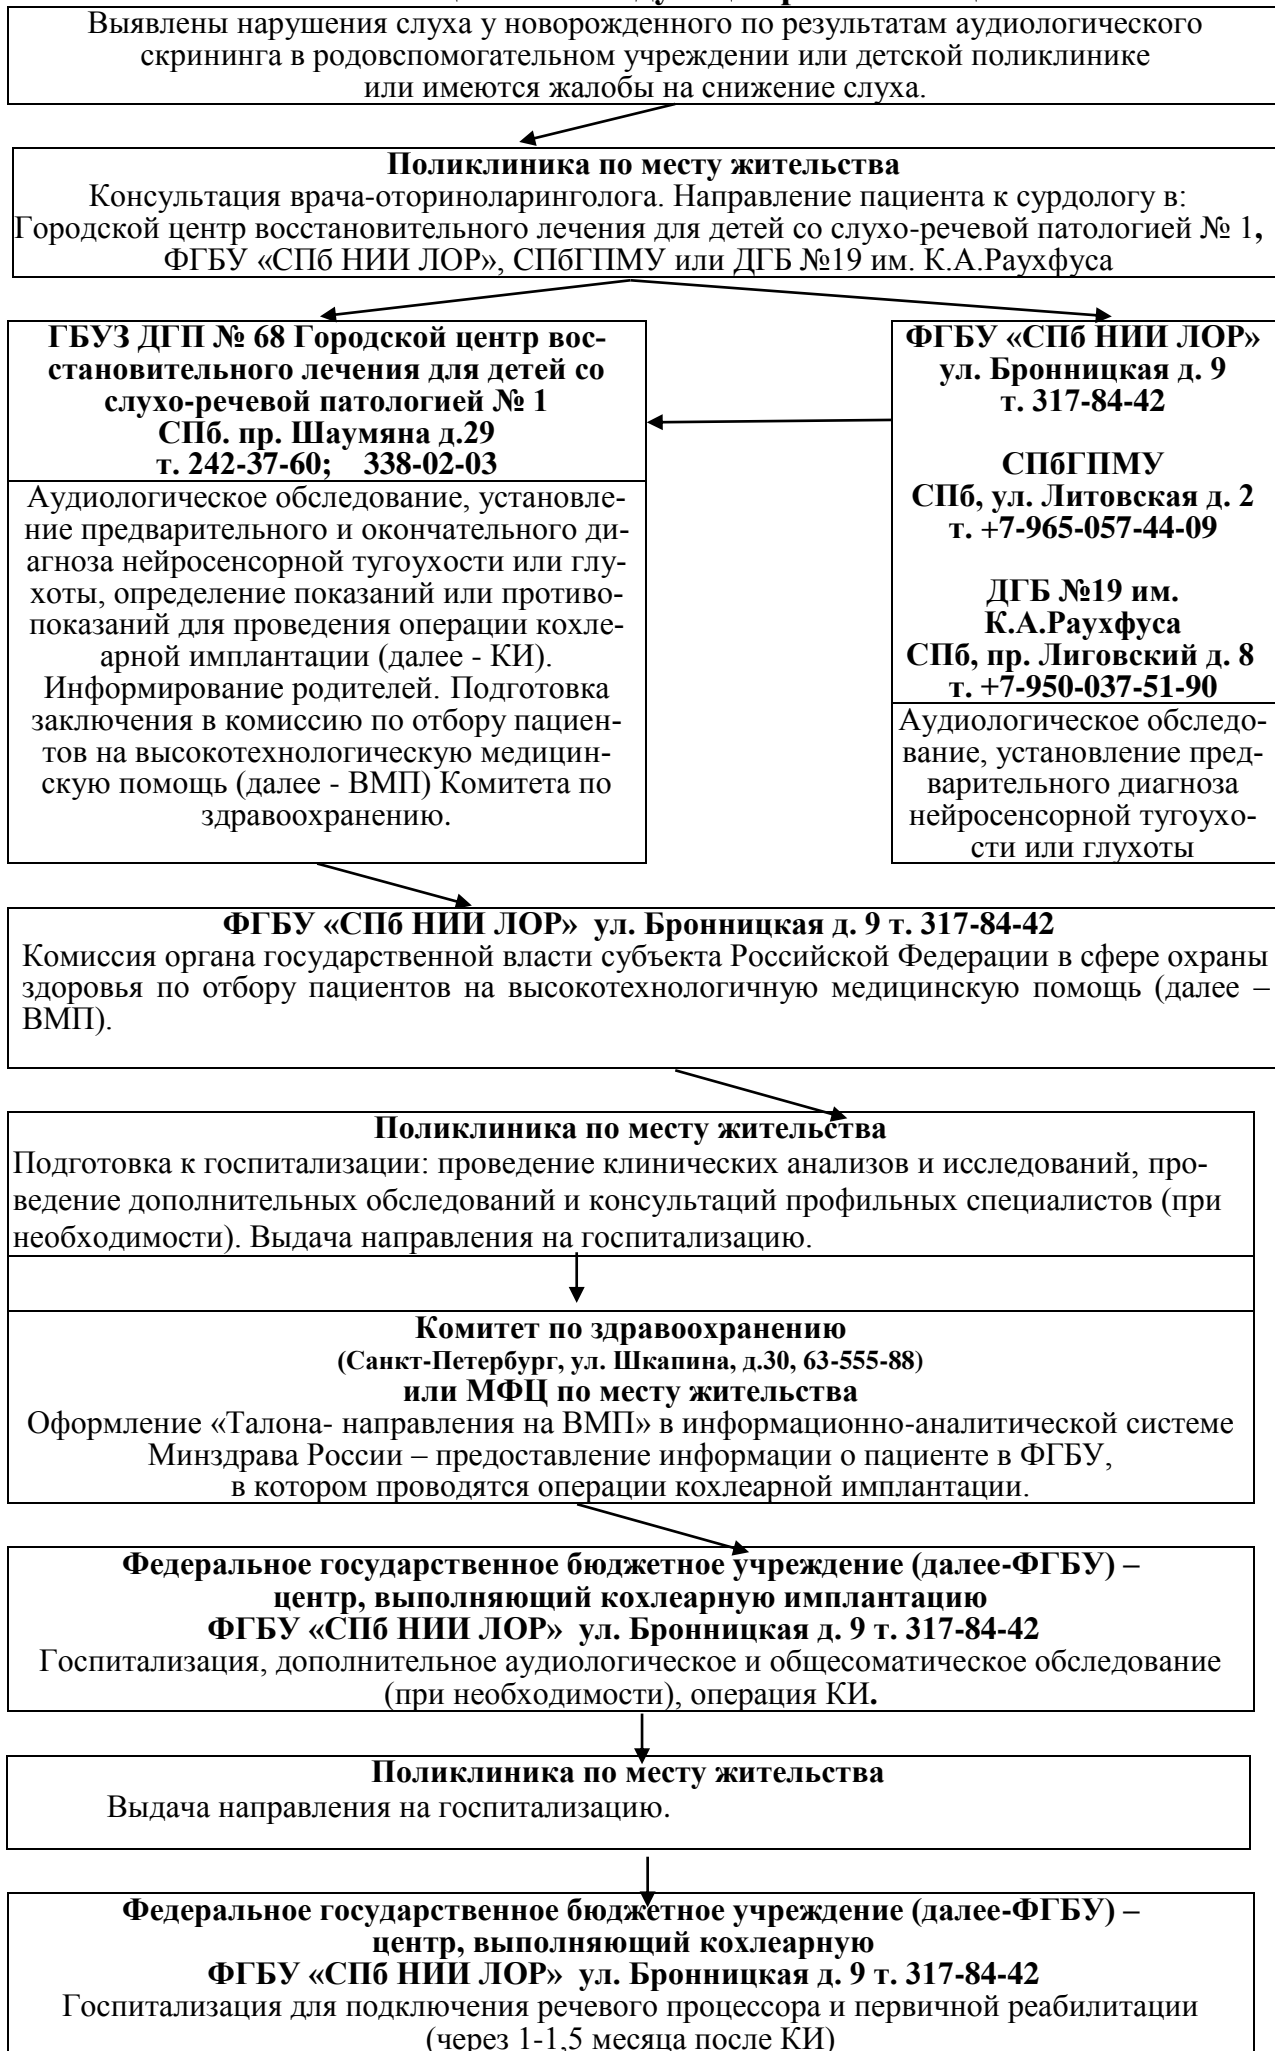 Выявлены нарушения слуха у новорожденного по результатам аудиологического
скрининга в родовспомогательном учреждении или детской поликлинике
или имеются жалобы на снижение слуха.
Поликлиника по месту жительства
Консультация врача-оториноларинголога. Направление пациента к сурдологу в:
Городской центр восстановительного лечения для детей со слухо-речевой патологией № 1,
ФГБУ «СПб НИИ ЛОР», СПбГПМУ или ДГБ №19 им. К.А.Раухфуса
ГБУЗ ДГП № 68 Городской центр вос-
становительного лечения для детей со
слухо-речевой патологией № 1
СПб. пр. Шаумяна д.29
т. 242-37-60; 338-02-03
Аудиологическое обследование, установле-
ние предварительного и окончательного ди-
агноза нейросенсорной тугоухости или глу-
хоты, определение показаний или противо-
показаний для проведения операции кохле-
арной имплантации (далее - КИ).
Информирование родителей. Подготовка
заключения в комиссию по отбору пациен-
тов на высокотехнологическую медицин-
скую помощь (далее - ВМП) Комитета по
здравоохранению.
ФГБУ «СПб НИИ ЛОР»
ул. Бронницкая д. 9
т. 317-84-42
СПбГПМУ
СПб, ул. Литовская д. 2
т. +7-965-057-44-09
ДГБ №19 им.
К.А.Раухфуса
СПб, пр. Лиговский д. 8
т. +7-950-037-51-90
Аудиологическое обследо-
вание, установление пред-
варительного диагноза
нейросенсорной тугоухо-
сти или глухоты
ФГБУ «СПб НИИ ЛОР» ул. Бронницкая д. 9 т. 317-84-42
Комиссия органа государственной власти субъекта Российской Федерации в сфере охраны
здоровья по отбору пациентов на высокотехнологичную медицинскую помощь (далее –
ВМП).
Поликлиника по месту жительства
Подготовка к госпитализации: проведение клинических анализов и исследований, про-
ведение дополнительных обследований и консультаций профильных специалистов (при
необходимости). Выдача направления на госпитализацию.
Комитет по здравоохранению
(Санкт-Петербург, ул. Шкапина, д.30, 63-555-88)
или МФЦ по месту жительства
Оформление «Талона- направления на ВМП» в информационно-аналитической системе
Минздрава России – предоставление информации о пациенте в ФГБУ,
в котором проводятся операции кохлеарной имплантации.
Федеральное государственное бюджетное учреждение (далее-ФГБУ) –
центр, выполняющий кохлеарную имплантацию
ФГБУ «СПб НИИ ЛОР» ул. Бронницкая д. 9 т. 317-84-42
Госпитализация, дополнительное аудиологическое и общесоматическое обследование
(при необходимости), операция КИ.
Поликлиника по месту жительства
Выдача направления на госпитализацию.
Федеральное государственное бюджетное учреждение (далее-ФГБУ) –
центр, выполняющий кохлеарную
ФГБУ «СПб НИИ ЛОР» ул. Бронницкая д. 9 т. 317-84-42
Госпитализация для подключения речевого процессора и первичной реабилитации
(через 1-1,5 месяца после КИ)